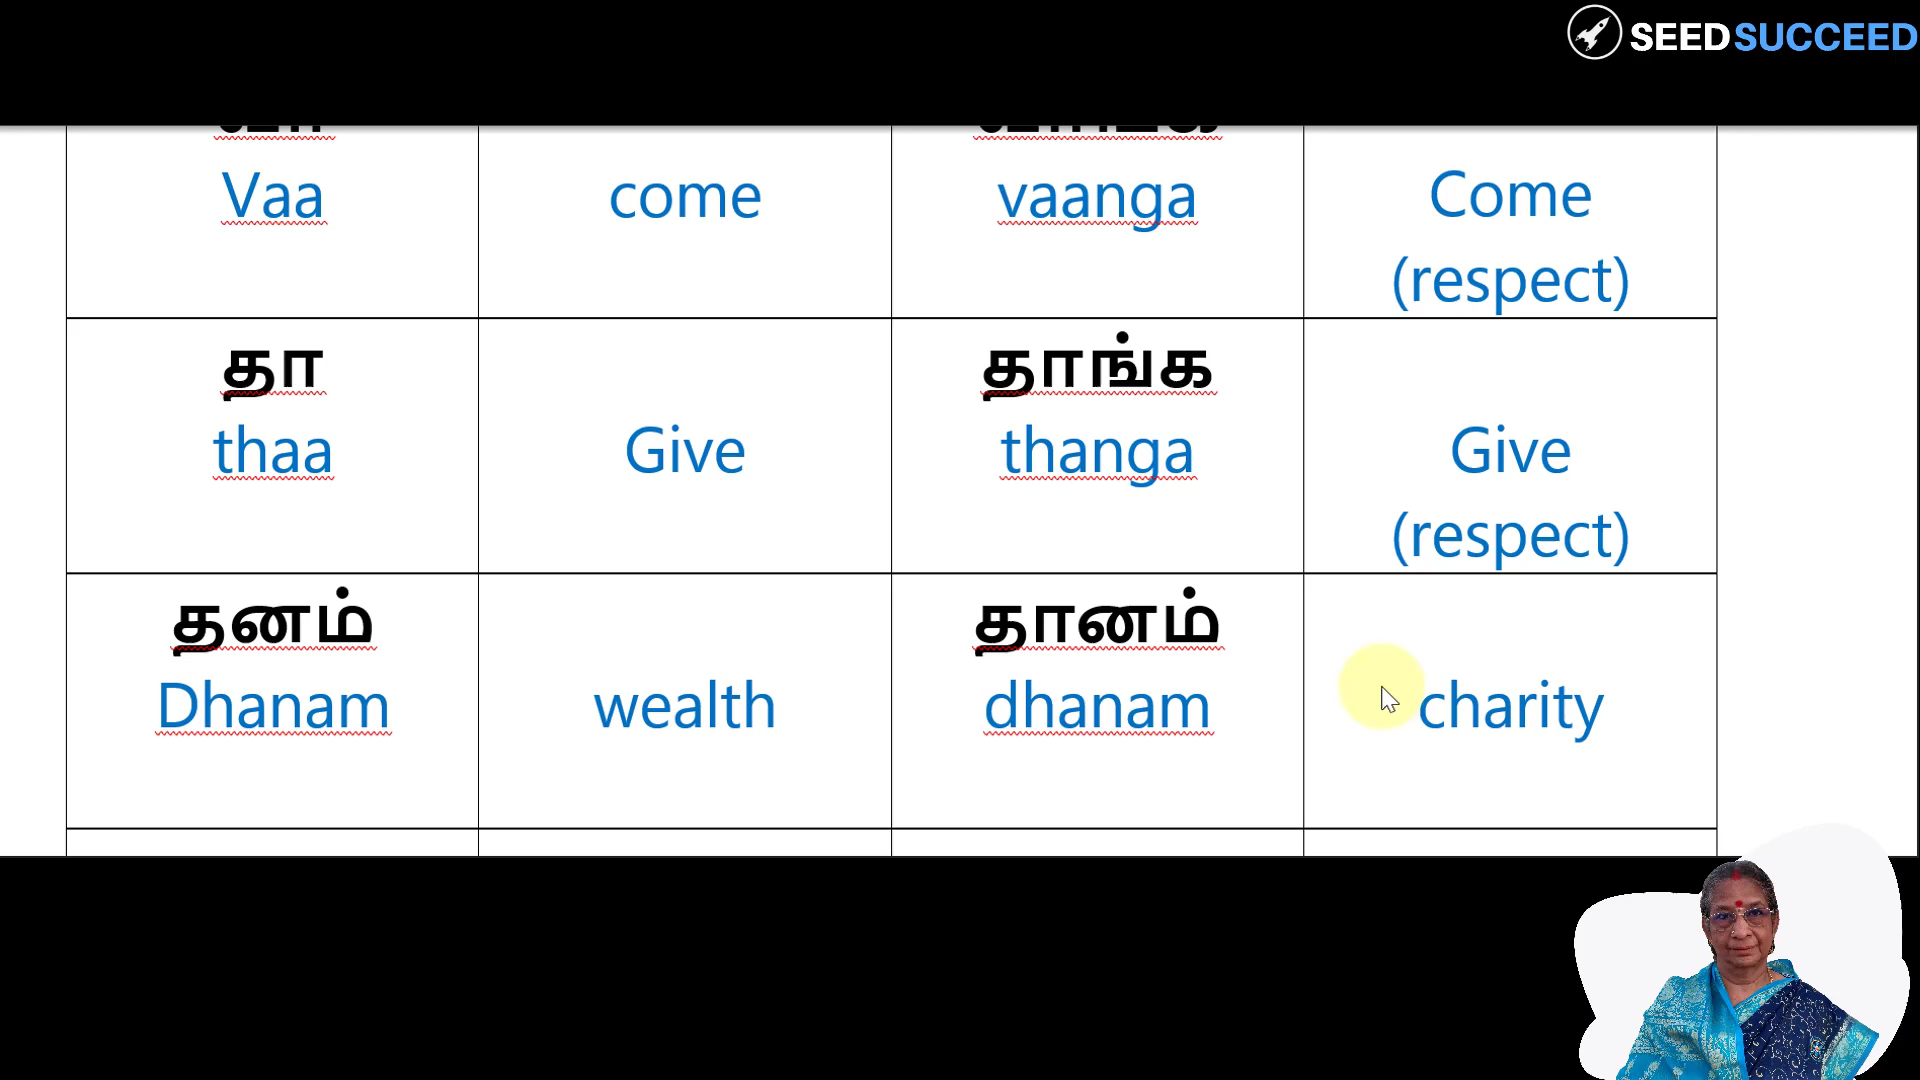 SEEDSUCCEED
Vaa come vaanga Come
(respect)
தா தாங்க
thaa Give thanga Give
(respect)
தனம் தானம்
Dhanam wealth dhanam charity